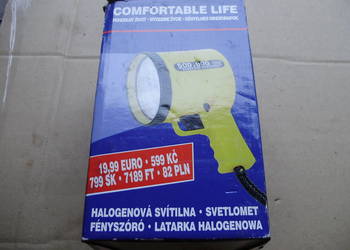 COMFORTABLE LIFE
19,99 EURO • 599 KČ
799 SK • 7189 FT • 82 PLN
HALOGENOVÁ SVÍTILNA • SVETLOMET
FÉNYSZÓRÓ • LATARKA HALOGENOWA